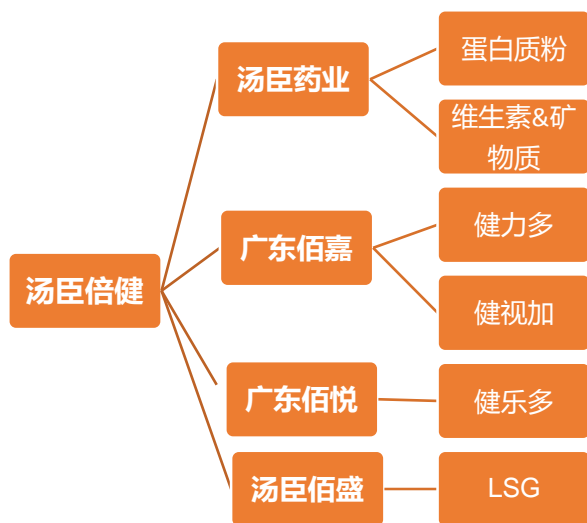 汤臣倍健
汤臣药业
蛋白质粉
维生素&矿
物质
广东佰嘉
健力多
健视加
广东佰悦
健乐多
汤臣佰盛
LSG